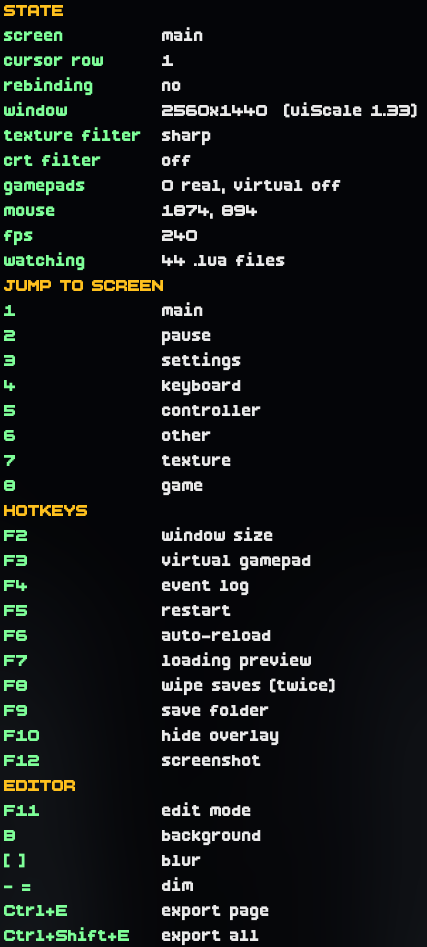 STATE
screen main
cursor row 1
rebinding no
window 2560x1440 (uiScale 1.33)
texture filter sharp
crt filter off
gamepads 0 real, virtual off
mouse 1874, 894
fps 240
watching 44 .lua files
JUMP TO SCREEN
1 main
2 pause
3 settings
4 keyboard
5 controller
6 other
7 texture
8 game
HOTKEYS
F2 window size
F3 virtual gamepad
F4 event log
F5 restart
F6 auto-reload
F7 loading preview
F8 wipe saves (twice)
F9 save folder
F10 hide overlay
F12 screenshot
EDITOR
F11 edit mode
B background
[ ] blur
- = dim
Ctrl+E export page
Ctrl+Shift+E export all